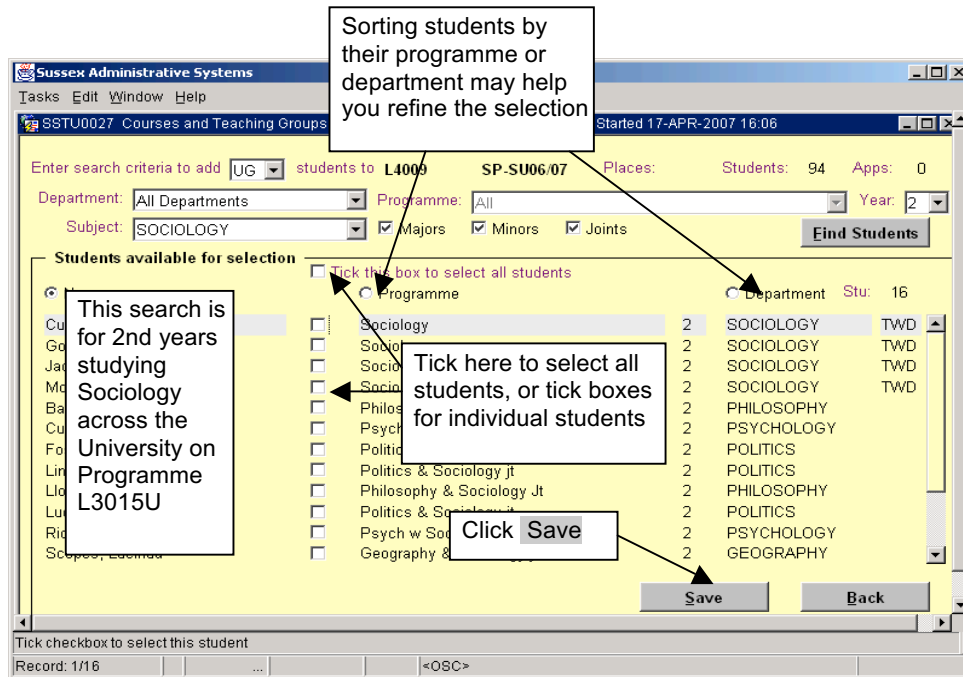 Sorting students by
their programme or
department may help
you refine the selection
Sussex Administrative Systems
Tasks Edit Window Help
SSTU0027 Courses and Teaching Groups Started 17-APR-2007 16:06
Enter search criteria to add UG students to L4009 SP-SU06/07 Places: Students: 94 Apps: 0
Department: All Departments Programme: All Year: 2
Subject: SOCIOLOGY Majors Minors Joints Find Students
Students available for selection
Tick this box to select all students
Programme Department Stu: 16
This search is
for 2nd years
studying
Sociology
across the
University on
Programme
L3015U
Tick here to select all
students, or tick boxes
for individual students
Sociology 2 SOCIOLOGY TWD
2 SOCIOLOGY TWD
2 SOCIOLOGY TWD
2 SOCIOLOGY TWD
2 PHILOSOPHY
2 PSYCHOLOGY
2 POLITICS
Politics & Sociology jt 2 POLITICS
Philosophy & Sociology Jt 2 PHILOSOPHY
Politics & 2 POLITICS
Psych w 2 PSYCHOLOGY
Geography & 2 GEOGRAPHY
Click Save
Save Back
Tick checkbox to select this student
Record: 1/16 ... <OSC>